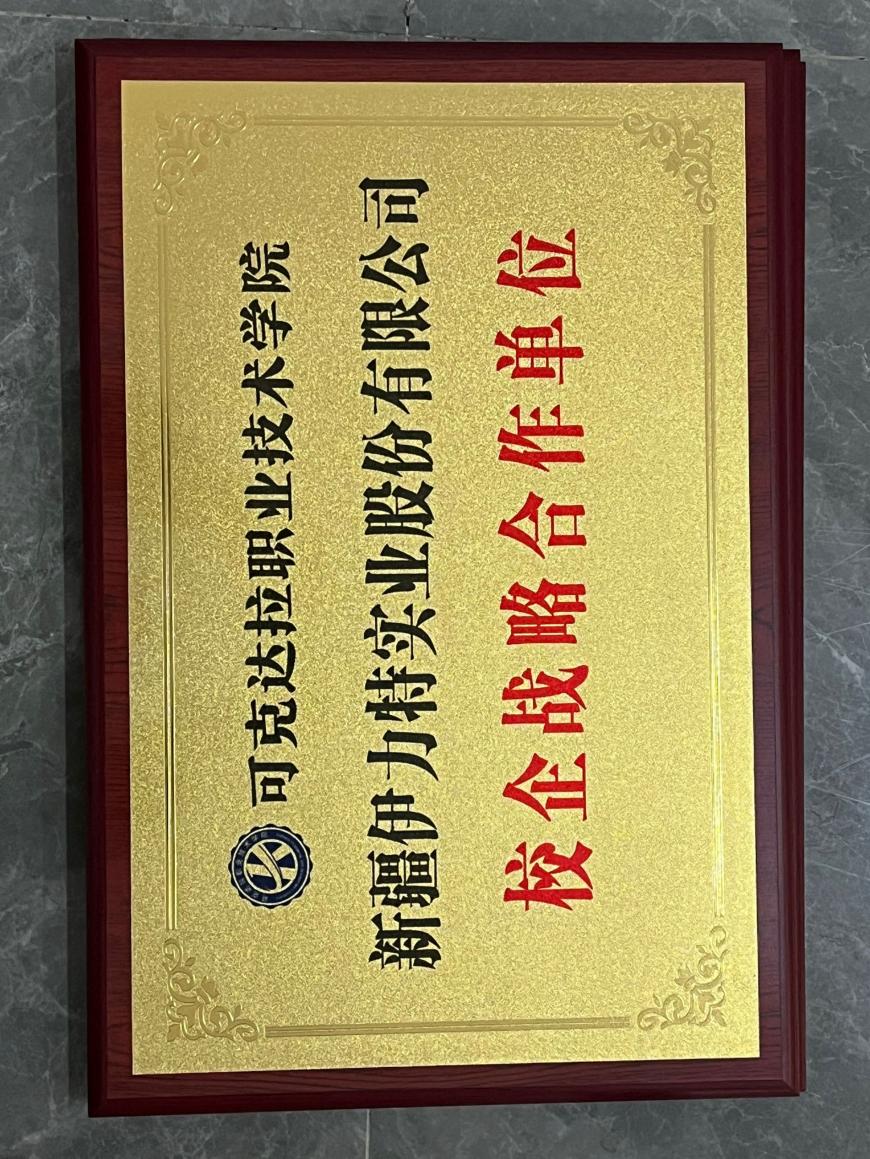 可克达拉职业技术学院
新疆伊力特实业股份有限公司
校企战略合作单位